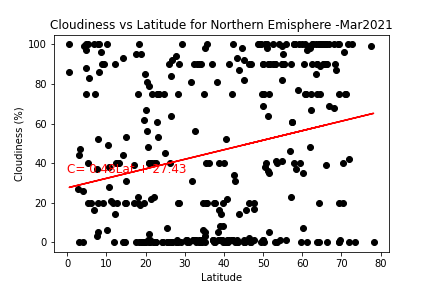 Cloudiness vs Latitude for Northern Emisphere -Mar2021
100
80
60
40
20
0
Cloudiness (%)
C= 0.48Lat + 27.43
0 10 20 30 40 50 60 70 80
Latitude